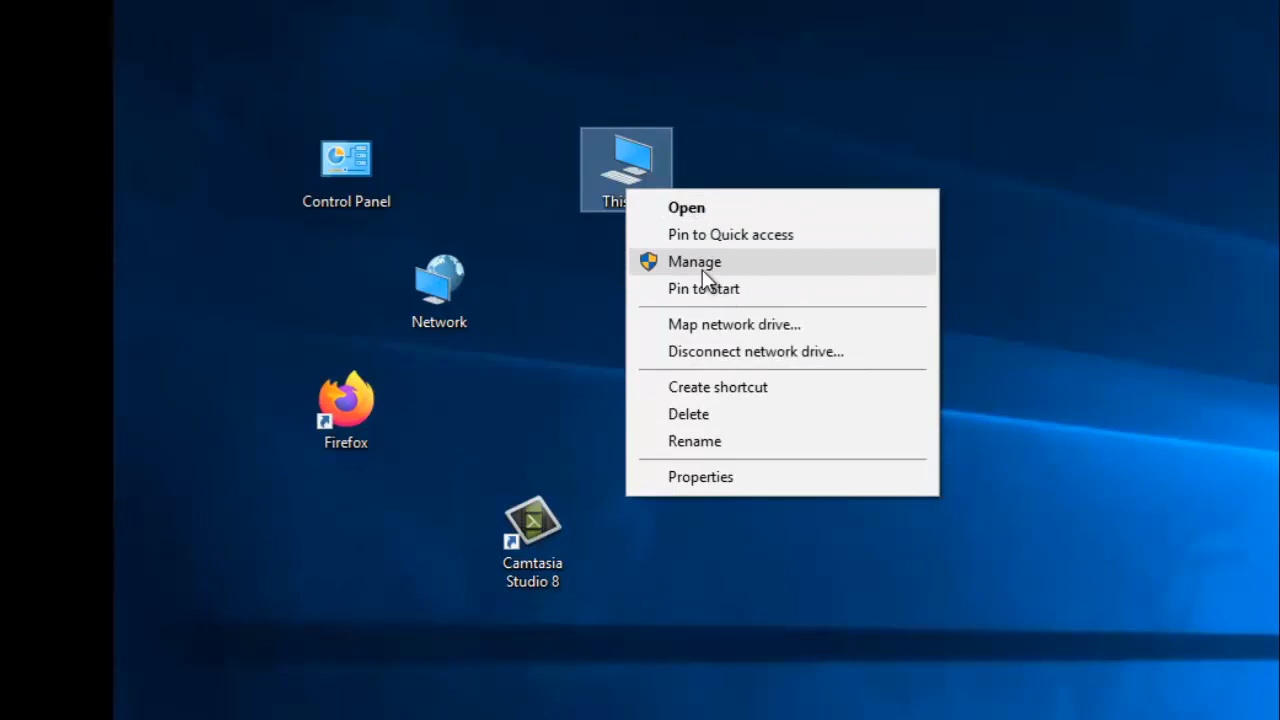 Control Panel
Network
Firefox
Camtasia
Studio 8
This
Open
Pin to Quick access
Manage
Pin to Start
Map network drive...
Disconnect network drive...
Create shortcut
Delete
Rename
Properties